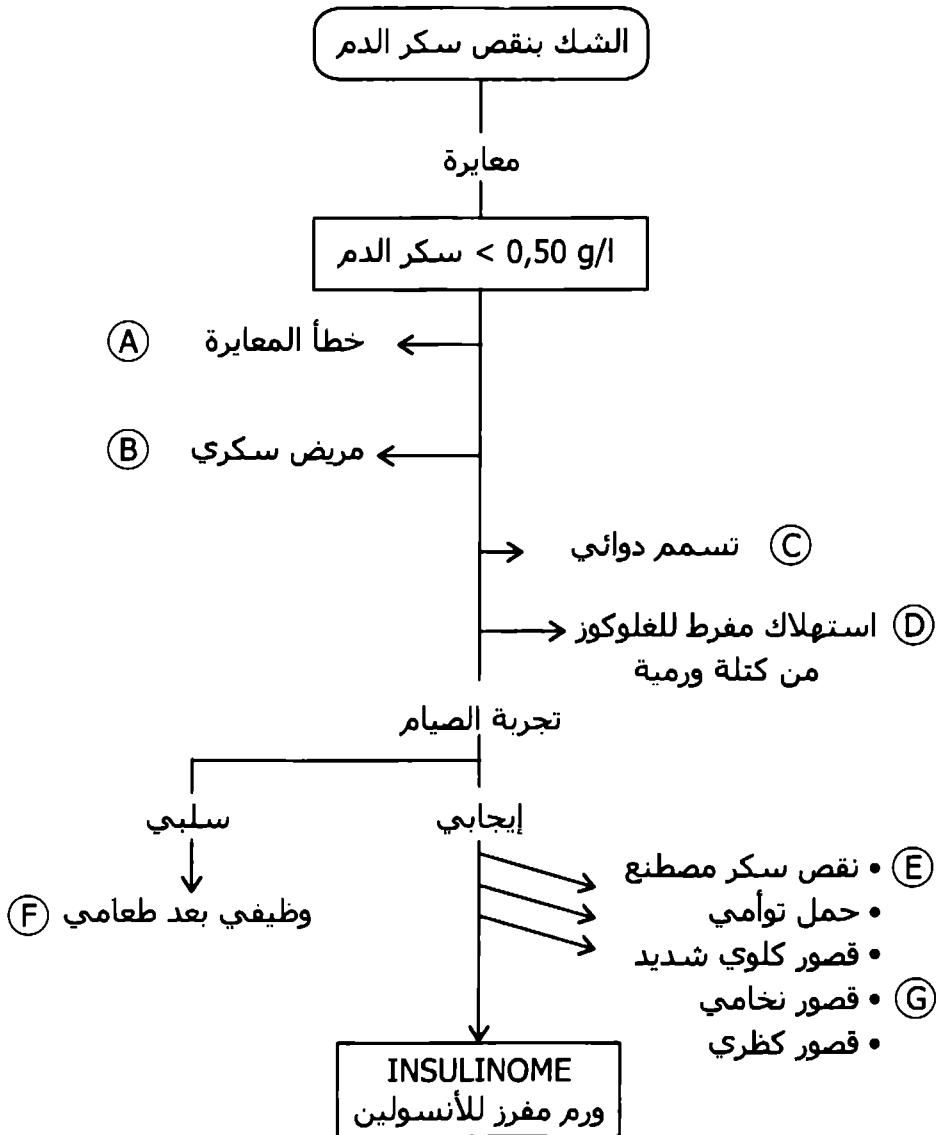 الشك بنقص سكر الدم
معايرة
سكر الدم < 0,50 g/l
خطأ المعايرة A
مريض سكري B
C تسمم دوائي
D استهلاك مفرط للغلوكوز
من كتلة ورمية
تجربة الصيام
إيجابي
سلبي
E • نقص سكر مصطنع
• حمل توأمي
• قصور كلوي شديد
G • قصور نخامي
• قصور كظري
وظيفي بعد طعامي F
INSULINOME
ورم مفرز للأنسولين